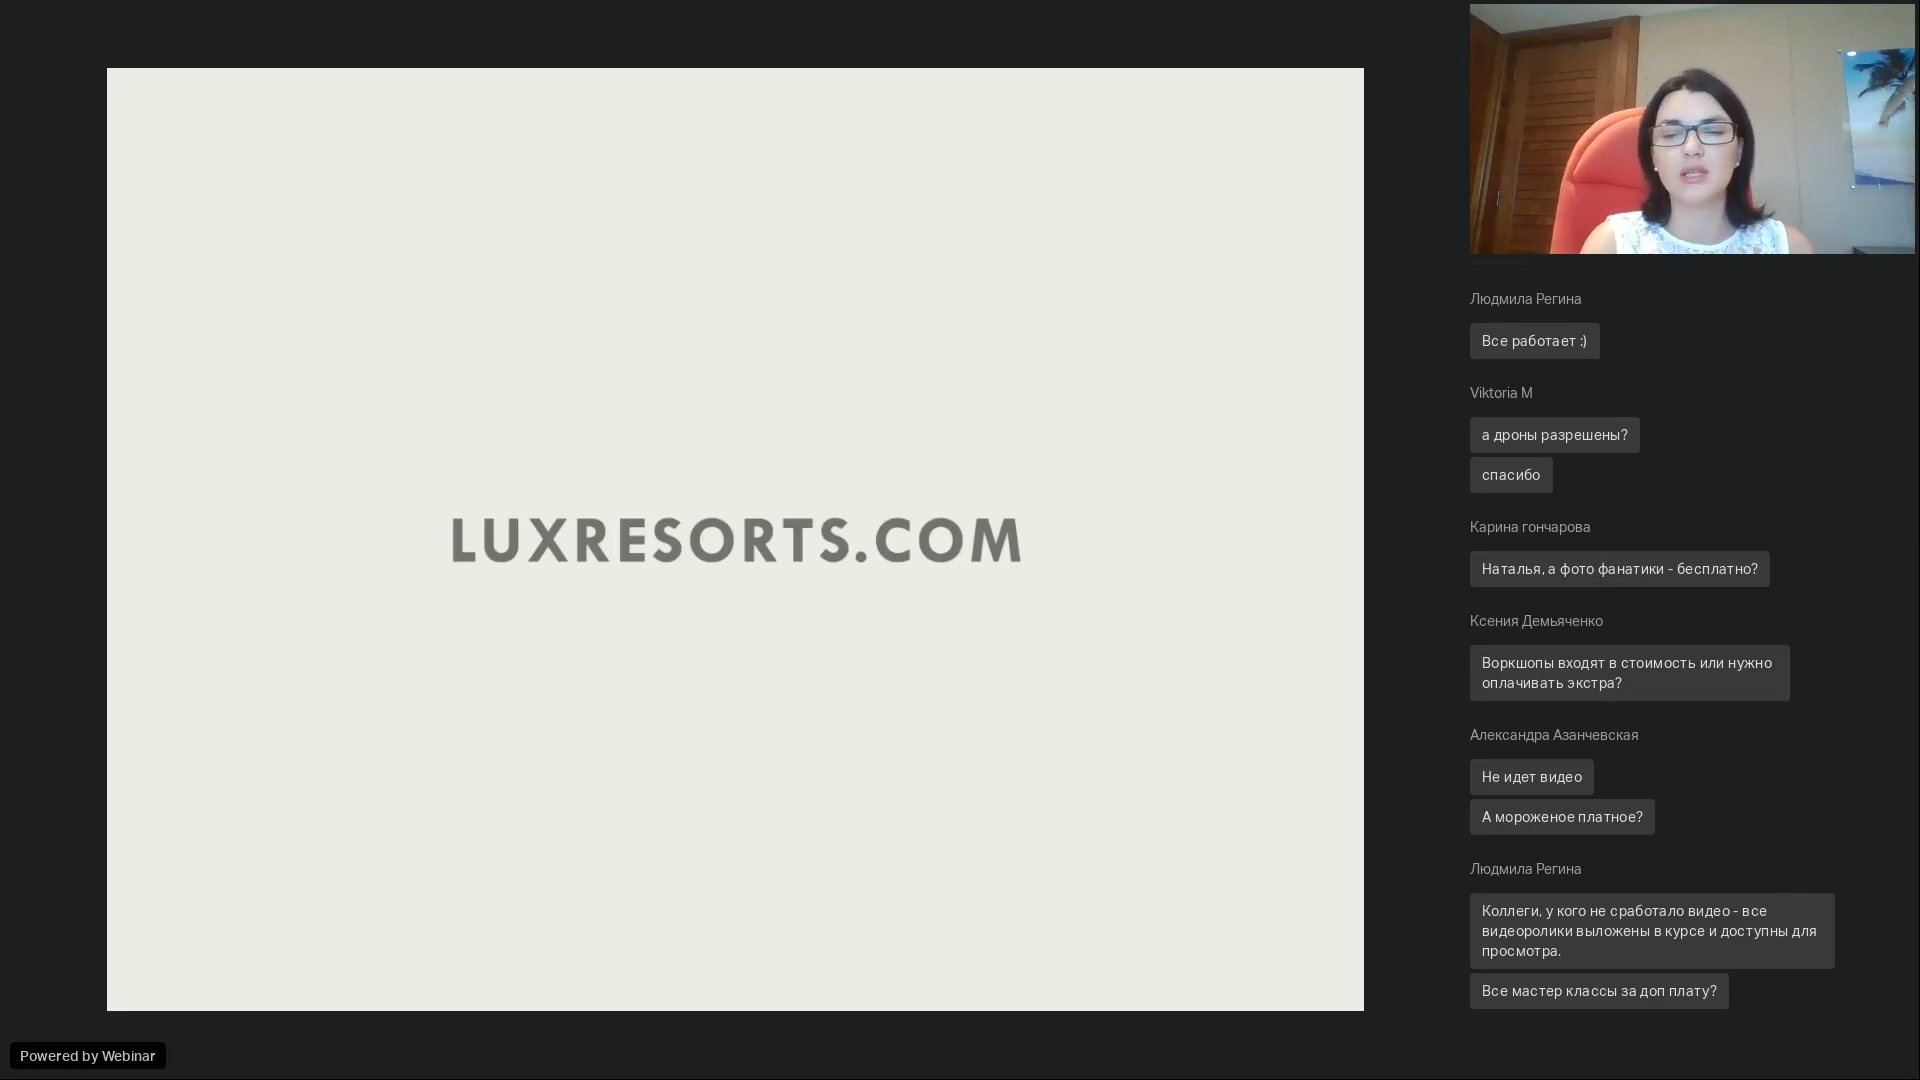 LUXRESORTS.COM
Людмила Регина
Все работает :)
Viktoria M
а дроны разрешены?
спасибо
Карина гончарова
Наталья, а фото фанатики - бесплатно?
Ксения Демьяченко
Воркшопы входят в стоимость или нужно
оплачивать экстра?
Александра Азанчевская
Не идет видео
А мороженое платное?
Людмила Регина
Коллеги, у кого не сработало видео - все
видеоролики выложены в курсе и доступны для
просмотра.
Все мастер классы за доп плату?
Powered by Webinar